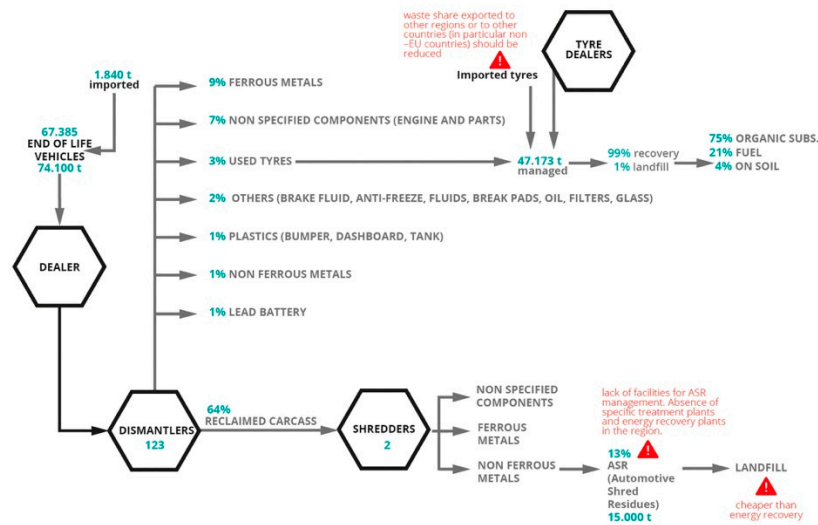 waste share exported to
other regions or to other
countries (in particular non
–EU countries) should be
reduced
TYRE
DEALERS
1.840 t
imported
Imported tyres
9% FERROUS METALS
67.385
END OF LIFE
VEHICLES
74.100 t
7% NON SPECIFIED COMPONENTS (ENGINE AND PARTS)
3% USED TYRES
47.173 t
managed
99% recovery
1% landfill
75% ORGANIC SUBS.
21% FUEL
4% ON SOIL
2% OTHERS (BRAKE FLUID, ANTI-FREEZE, FLUIDS, BREAK PADS, OIL, FILTERS, GLASS)
1% PLASTICS (BUMPER, DASHBOARD, TANK)
DEALER
1% NON FERROUS METALS
1% LEAD BATTERY
DISMANTLERS
123
64%
RECLAIMED CARCASS
SHREDDERS
2
NON SPECIFIED
COMPONENTS
FERROUS
METALS
NON FERROUS
METALS
lack of facilities for ASR
management. Absence of
specific treatment plants
and energy recovery plants
in the region.
13%
ASR
(Automotive
Shred
Residues)
15.000 t
LANDFILL
cheaper than
energy recovery